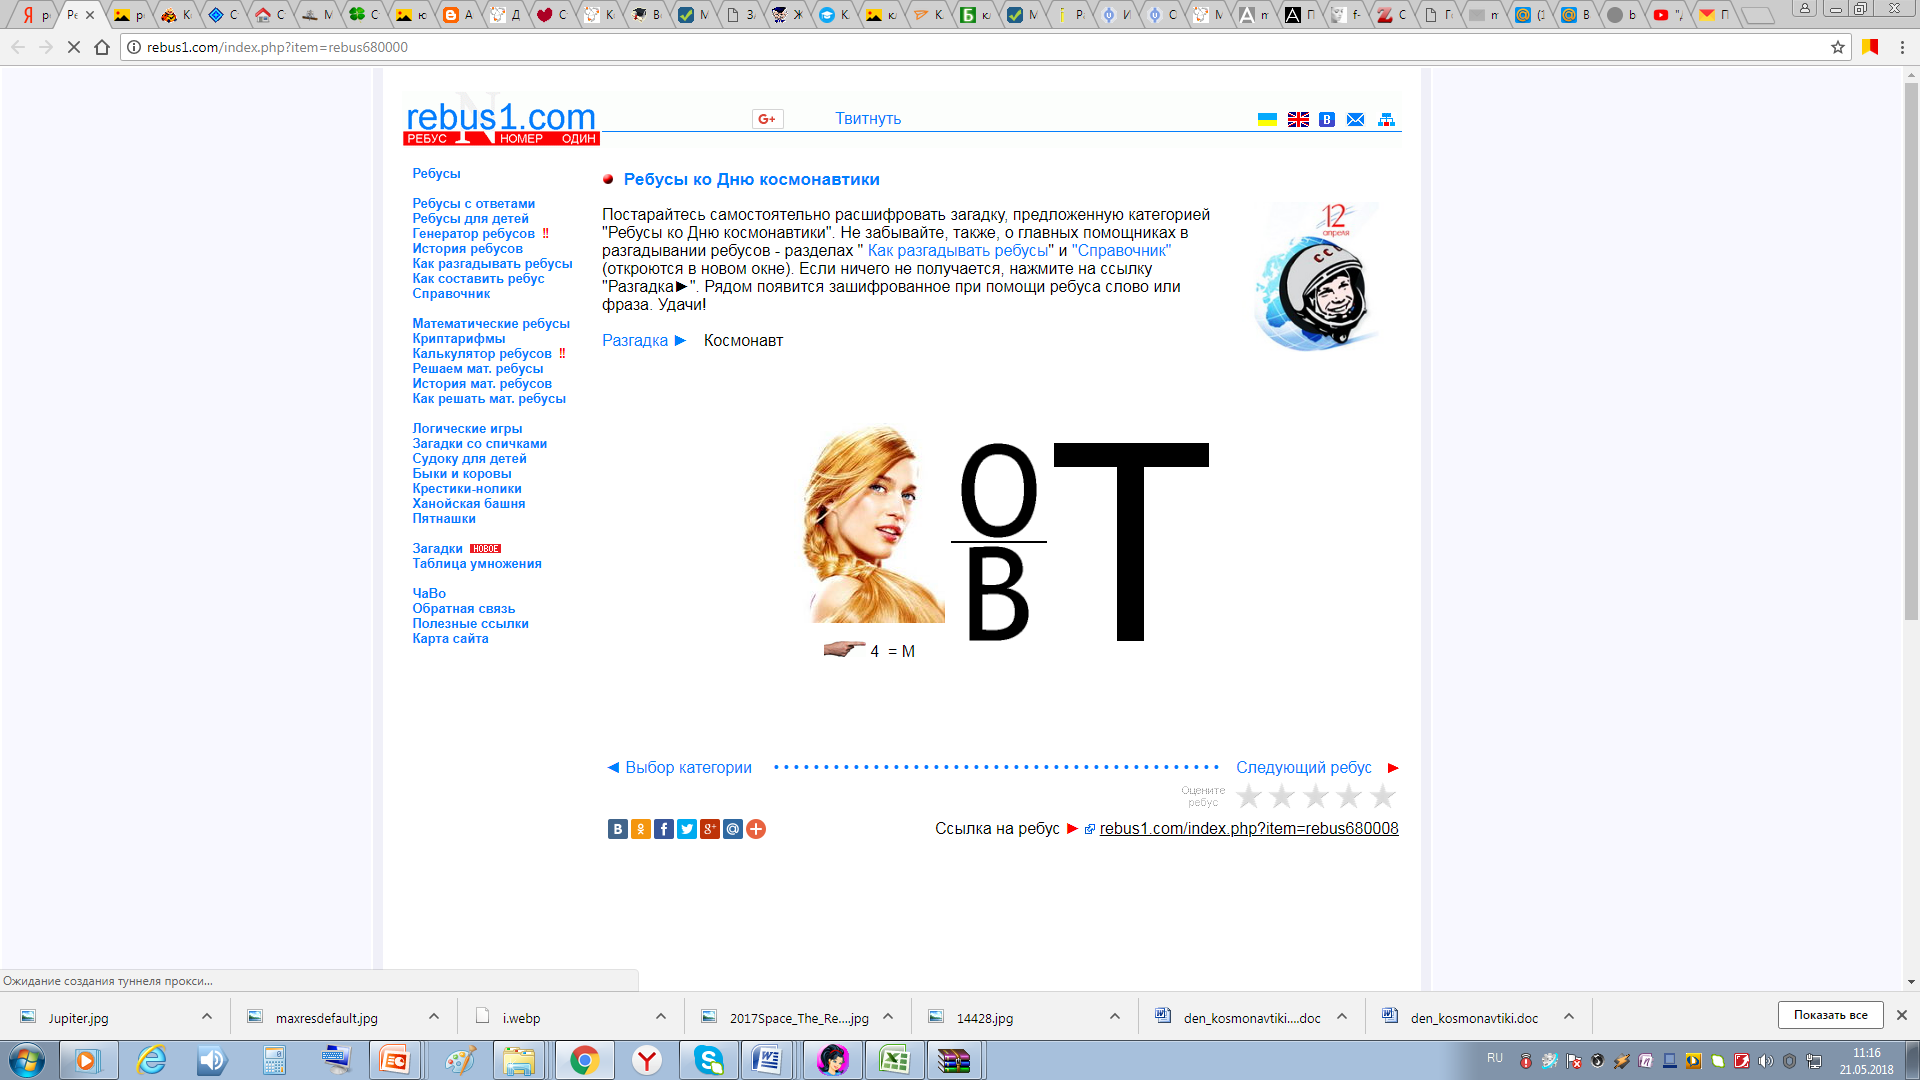 rebus1.com/index.php?item=rebus680000
rebus1.com
РЕБУС НОМЕР ОДИН
G+
Твитнуть
Ребусы
Ребусы с ответами
Ребусы для детей
Генератор ребусов !!
История ребусов
Как разгадывать ребусы
Как составить ребус
Справочник
Математические ребусы
Криптарифмы
Калькулятор ребусов !!
Решаем мат. ребусы
История мат. ребусов
Как решать мат. ребусы
Логические игры
Загадки со спичками
Судоку для детей
Быки и коровы
Крестики-нолики
Ханойская башня
Пятнашки
Загадки НОВОЕ
Таблица умножения
ЧаВо
Обратная связь
Полезные ссылки
Карта сайта
Ребусы ко Дню космонавтики
Постарайтесь самостоятельно расшифровать загадку, предложенную категорией
"Ребусы ко Дню космонавтики". Не забывайте, также, о главных помощниках в
разгадывании ребусов - разделах " Как разгадывать ребусы" и "Справочник"
(откроются в новом окне). Если ничего не получается, нажмите на ссылку
"Разгадка►". Рядом появится зашифрованное при помощи ребуса слово или
фраза. Удачи!
12
апреля
СССР
Разгадка ► Космонавт
О
В
Т
4 = М
◄ Выбор категории
Следующий ребус ►
Оцените
ребус
Ссылка на ребус ► rebus1.com/index.php?item=rebus680008
Ожидание создания туннеля прокси...
Jupiter.jpg
maxresdefault.jpg
i.webp
2017Space_The_Re....jpg
14428.jpg
den_kosmonavtiki....doc
den_kosmonavtiki.doc
Показать все
RU
11:16
21.05.2018